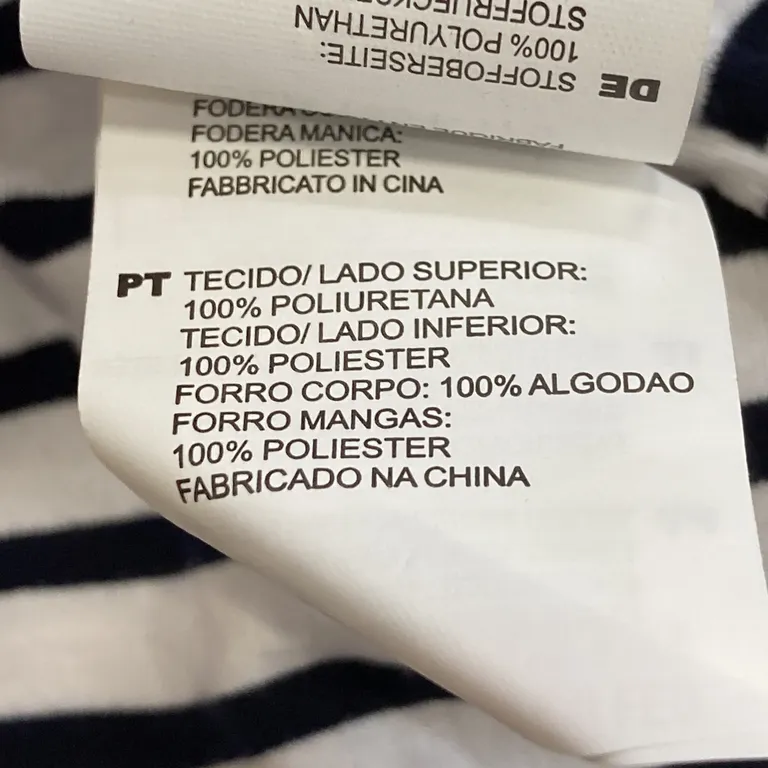 DE STOFFOBERSEITE:
100% POLYURETHAN
FODERA
FODERA MANICA:
100% POLIESTER
FABBRICATO IN CINA
PT TECIDO/ LADO SUPERIOR:
100% POLIURETANA
TECIDO/ LADO INFERIOR:
100% POLIESTER
FORRO CORPO: 100% ALGODAO
FORRO MANGAS:
100% POLIESTER
FABRICADO NA CHINA